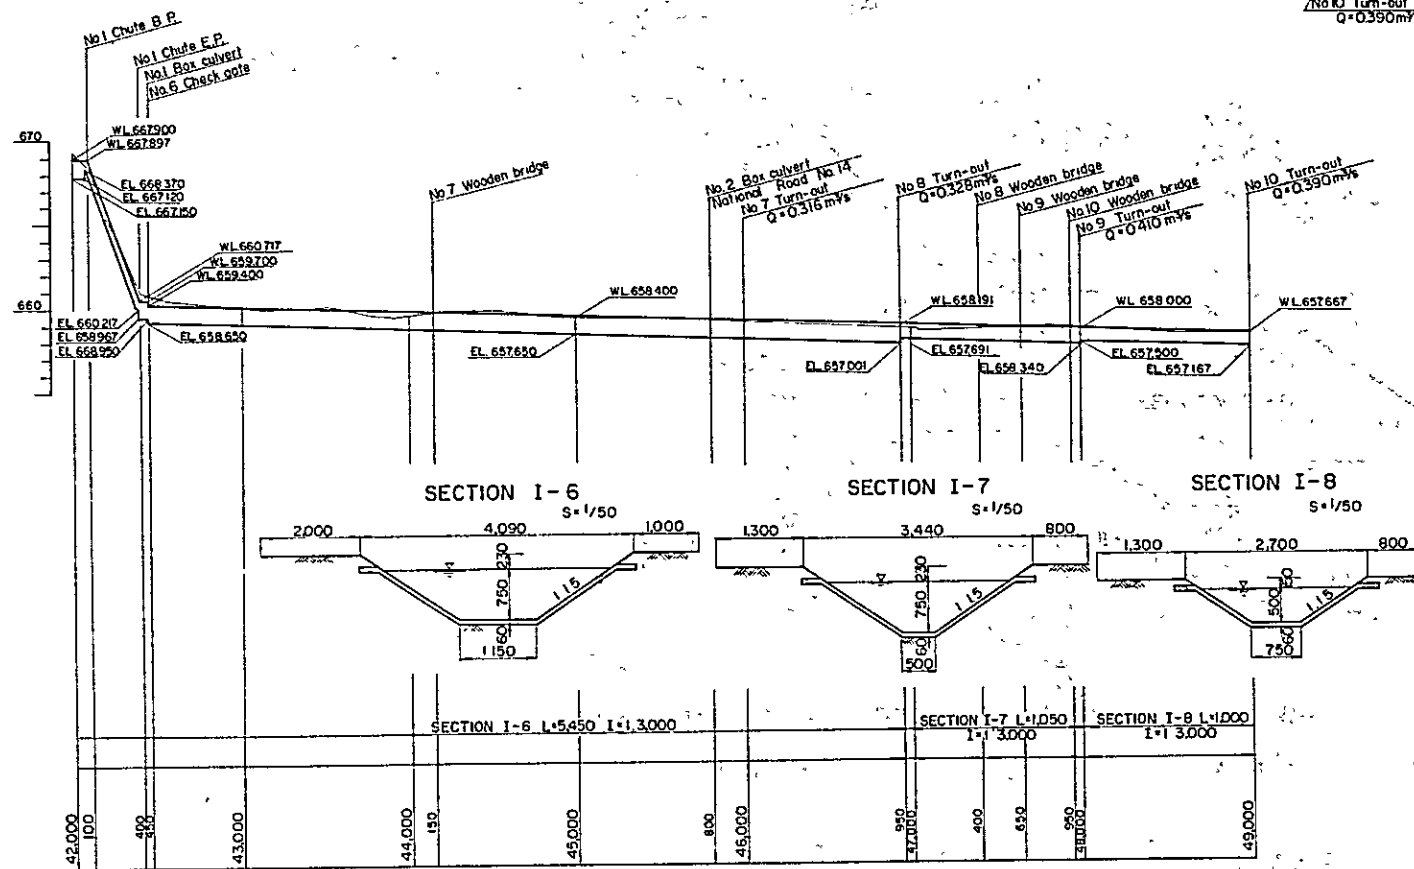 No 10 Turn-out
Q=0.390m³/s
No 1 Chute B.P.
No 1 Chute E.P.
No.1 Box culvert
No.6 Check gate
670
660
WL 667.900
WL 667.897
EL 668.370
EL 667.120
EL 667.150
WL 660.717
WL 659.700
WL 659.400
EL 660.217
EL 658.967
EL 668.950
EL 658.650
No 7 Wooden bridge
WL 658.400
EL. 657.650
No. 2 Box culvert
National Road No.14
No 7 Turn-out
Q=0.316 m³/s
No 8 Turn-out
Q=0.328m³/s
No 8 Wooden bridge
No 9 Wooden bridge
No 10 Wooden bridge
No 9 Turn-out
Q=0.410 m³/s
No 10 Turn-out
Q=0.390 m³/s
WL 658.191
EL 657.001
EL 657.691
WL 658.000
EL 658.340
EL 657.500
WL 657.667
EL 657.167
SECTION I-6
S=1/50
2,000
4,090
1,000
230
750
60
1:1.5
1150
SECTION I-7
S=1/50
1,300
3,440
800
230
750
60
1:1.5
500
SECTION I-8
S=1/50
1,300
2,700
800
500
60
1:1.5
750
SECTION I-6 L=5,450 I=1:3,000
SECTION I-7 L=1,050
I=1:3,000
SECTION I-8 L=1,000
I=1:3,000
42,000
100
400
450
43,000
44,000
150
45,000
800
46,000
950
47,000
400
650
950
48,000
49,000